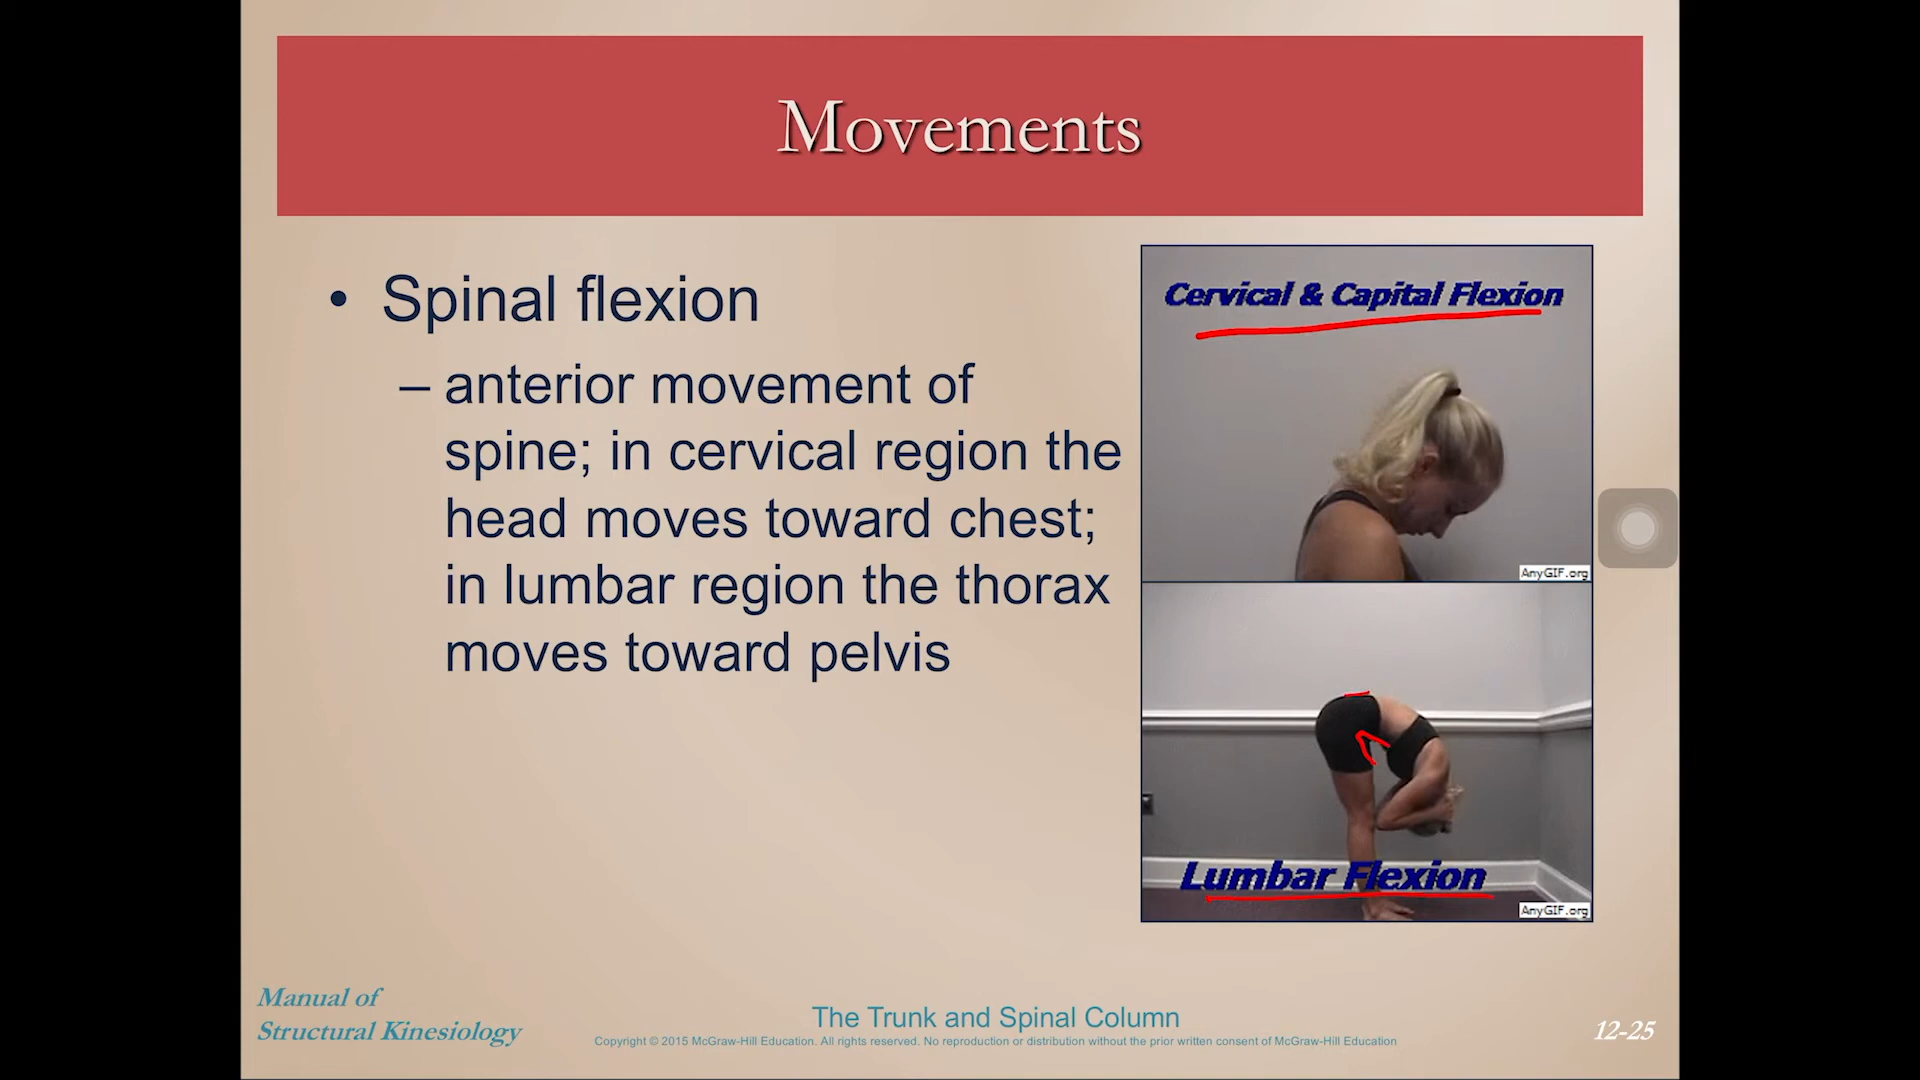 Movements
• Spinal flexion
– anterior movement of
spine; in cervical region the
head moves toward chest;
in lumbar region the thorax
moves toward pelvis
Cervical & Capital Flexion
AnyGIF.org
Lumbar Flexion
AnyGIF.org
Manual of
Structural Kinesiology
The Trunk and Spinal Column
Copyright © 2015 McGraw-Hill Education. All rights reserved. No reproduction or distribution without the prior written consent of McGraw-Hill Education
12-25